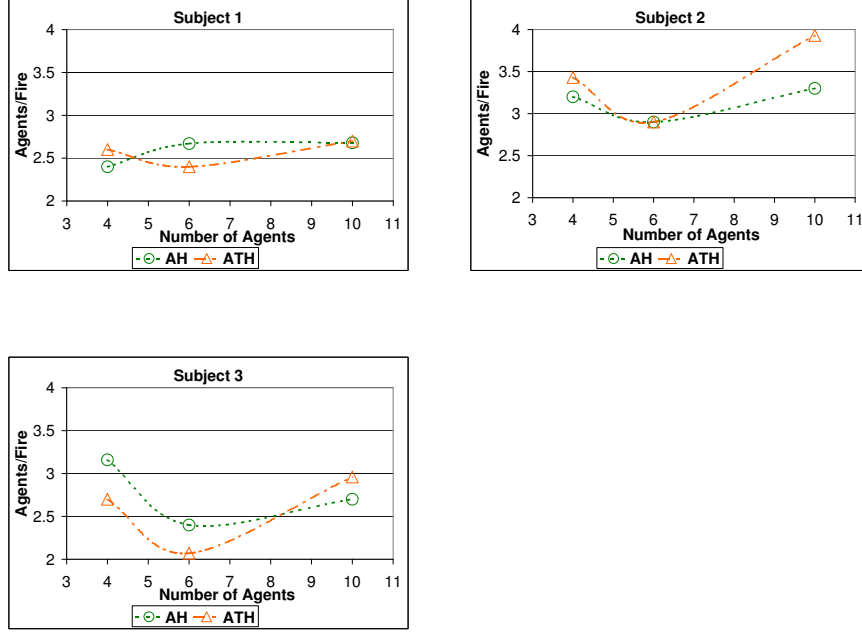 Subject 1
4
3.5
3
2.5
2
Agents/Fire
3 4 5 6 7 8 9 10 11
Number of Agents
AH ATH
Subject 2
4
3.5
3
2.5
2
Agents/Fire
3 4 5 6 7 8 9 10 11
Number of Agents
AH ATH
Subject 3
4
3.5
3
2.5
2
Agents/Fire
3 4 5 6 7 8 9 10 11
Number of Agents
AH ATH